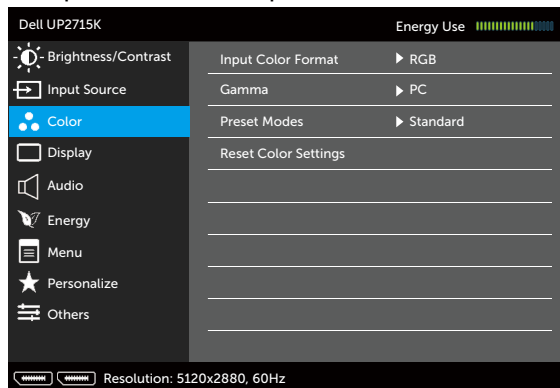 Dell UP2715K Energy Use
Brightness/Contrast Input Color Format RGB
Input Source Gamma PC
Color Preset Modes Standard
Display Reset Color Settings
Audio
Energy
Menu
Personalize
Others
Resolution: 5120x2880, 60Hz